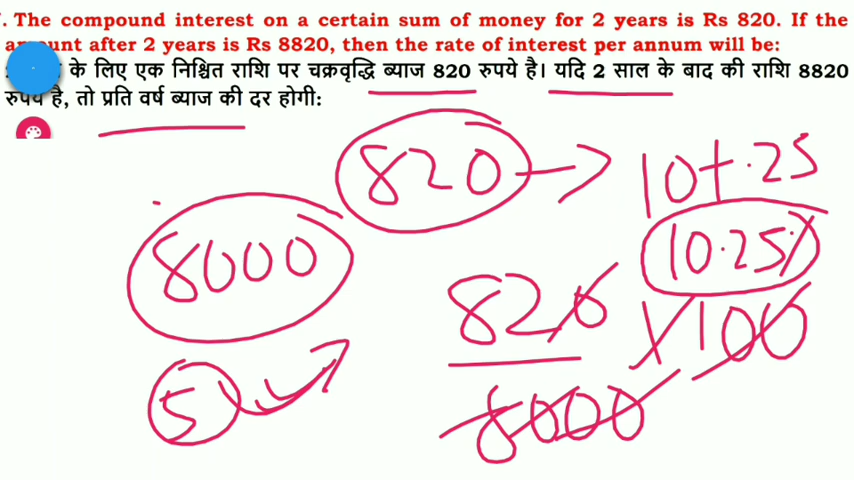 . The compound interest on a certain sum of money for 2 years is Rs 820. If the
amount after 2 years is Rs 8820, then the rate of interest per annum will be:
के लिए एक निश्चित राशि पर चक्रवृद्धि ब्याज 820 रुपये है। यदि 2 साल के बाद की राशि 8820
रुपये है, तो प्रति वर्ष ब्याज की दर होगी:
820 → 10+.25
8000
10.25%
820
8000
×100
5